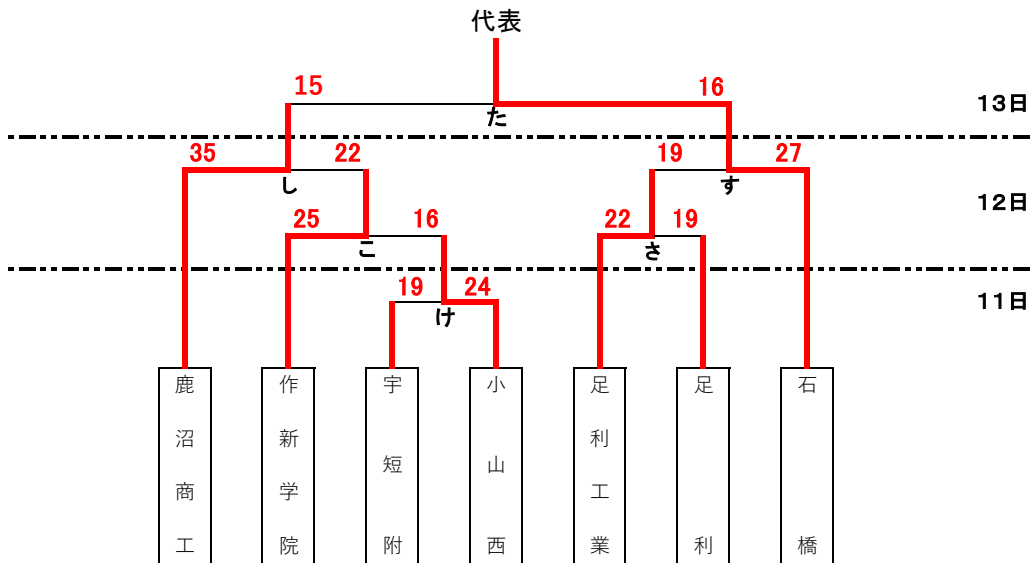 代表
15
16
た
13日
35
22
19
27
し
す
12日
25
16
22
19
こ
さ
19
24
け
11日
鹿沼商工
作新学院
宇短附
小山西
足利工業
足利
石橋